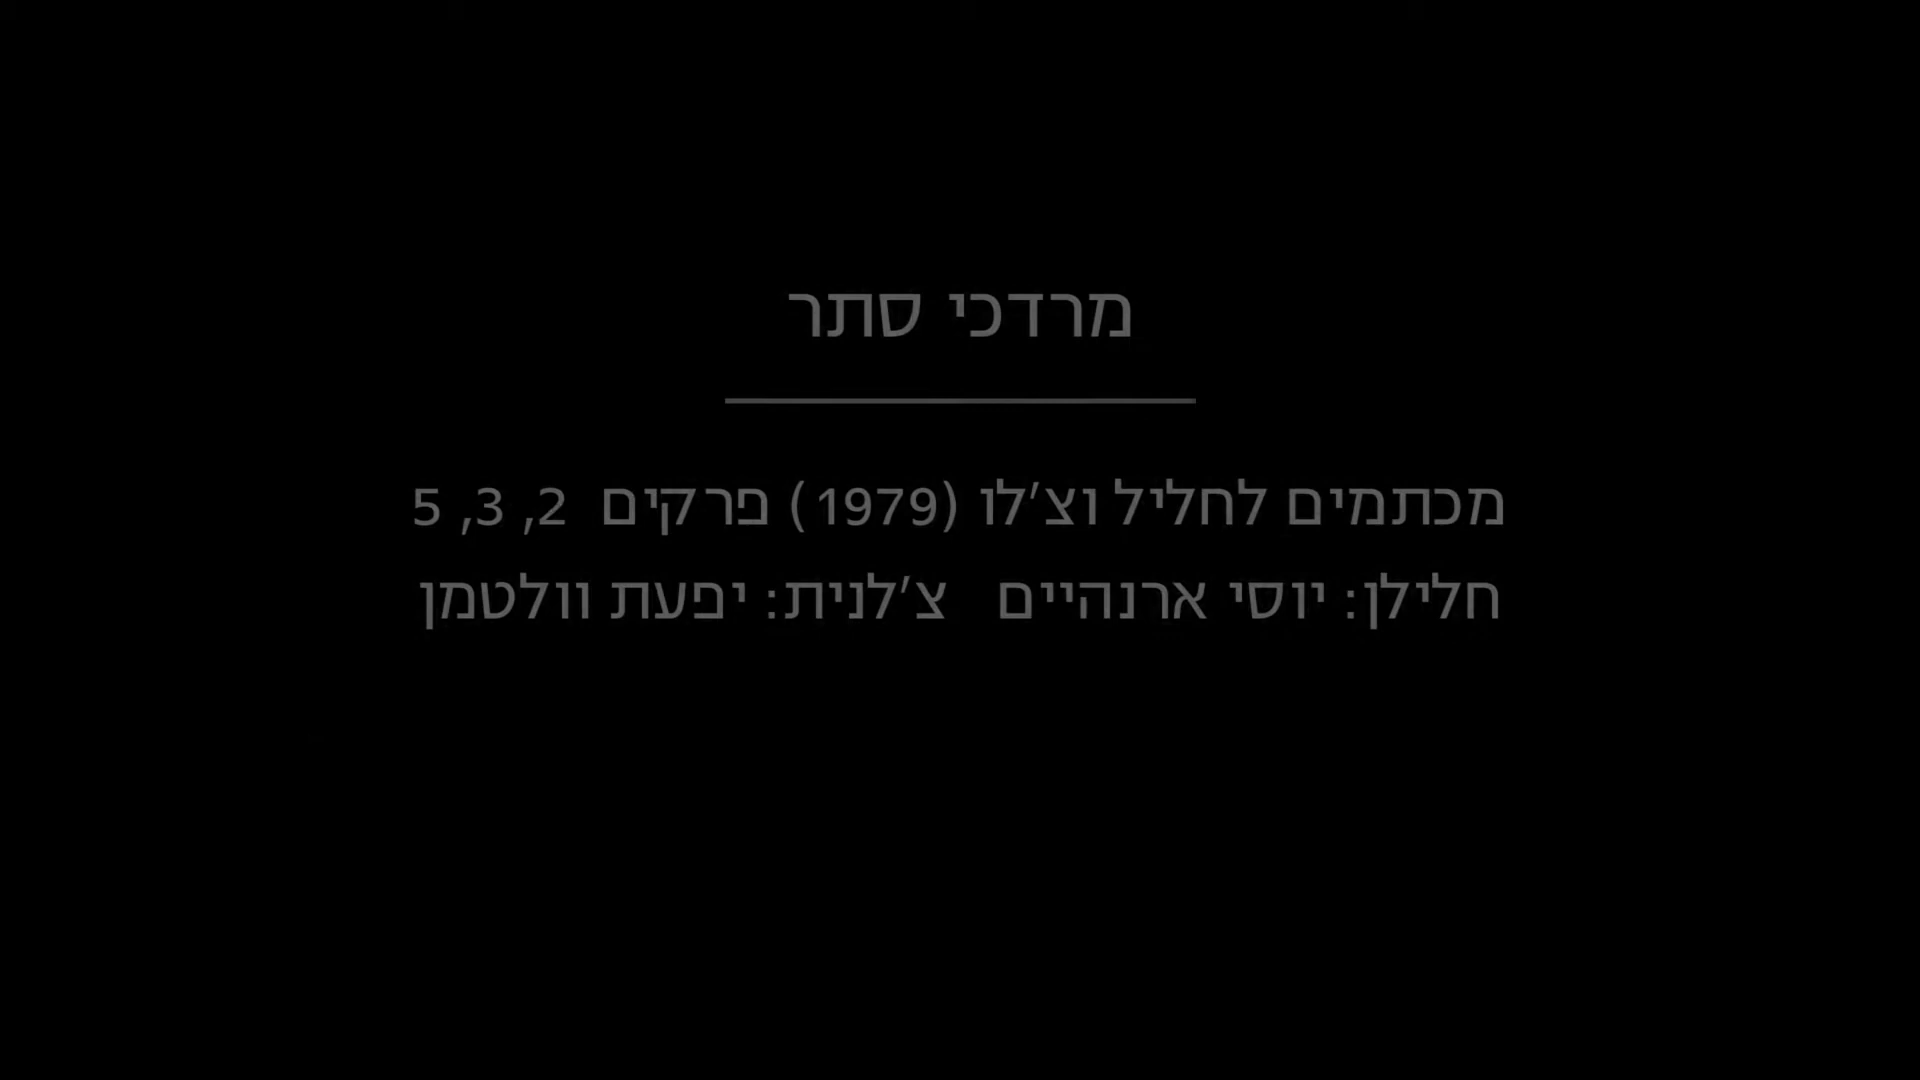 מרדכי סתר
מכתמים לחליל וצ'לו (1979) פרקים 2, 3, 5
חלילן: יוסי ארנהיים צ'לנית: יפעת וולטמן